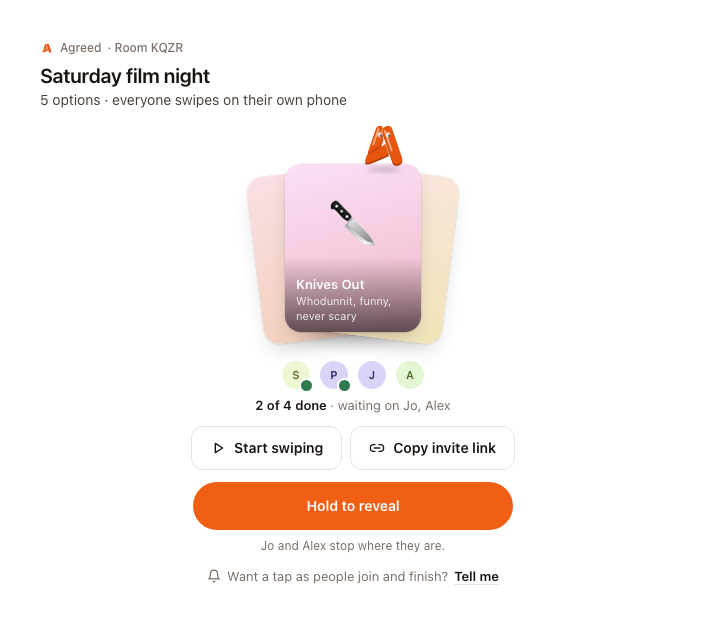 Agreed · Room KQZR
Saturday film night
5 options · everyone swipes on their own phone
Knives Out
Whodunnit, funny,
never scary
S P J A
2 of 4 done · waiting on Jo, Alex
Start swiping
Copy invite link
Hold to reveal
Jo and Alex stop where they are.
Want a tap as people join and finish? Tell me